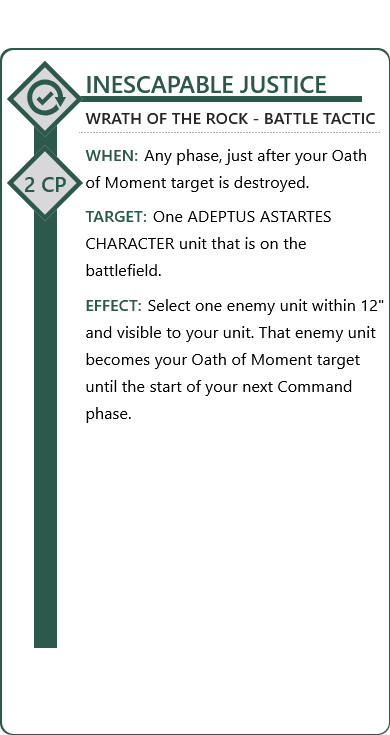 INESCAPABLE JUSTICE
WRATH OF THE ROCK - BATTLE TACTIC
WHEN: Any phase, just after your Oath
2 CP
of Moment target is destroyed.
TARGET: One ADEPTUS ASTARTES
CHARACTER unit that is on the
battlefield.
EFFECT: Select one enemy unit within 12"
and visible to your unit. That enemy unit
becomes your Oath of Moment target
until the start of your next Command
phase.